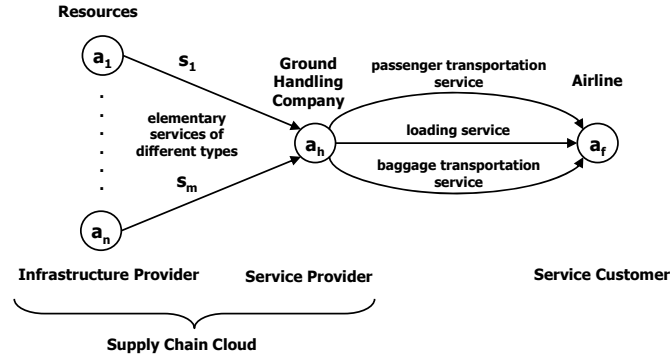 Resources
a1
s1
Ground
Handling
Company
passenger transportation
service
Airline
elementary
services of
different types
ah
loading service
af
baggage transportation
service
sm
an
Infrastructure Provider
Service Provider
Service Customer
Supply Chain Cloud